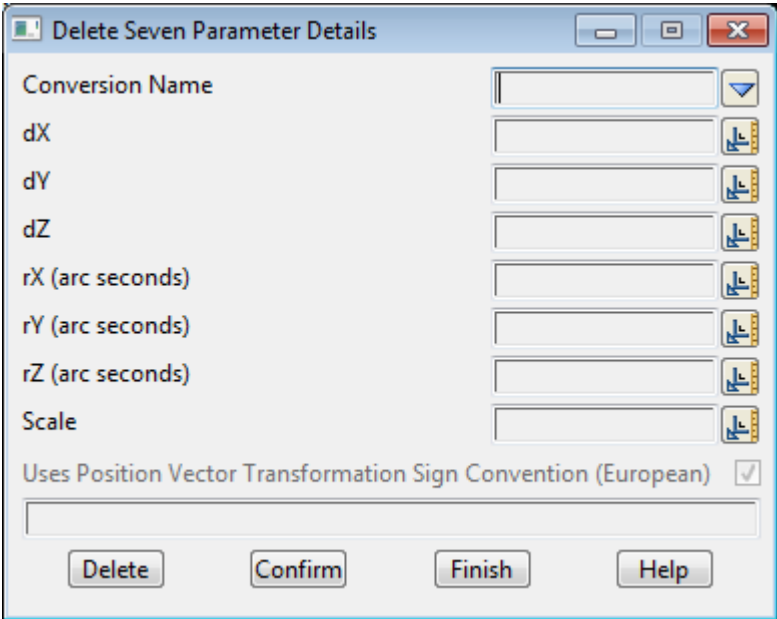 Delete Seven Parameter Details
Conversion Name
dX
dY
dZ
rX (arc seconds)
rY (arc seconds)
rZ (arc seconds)
Scale
Uses Position Vector Transformation Sign Convention (European)
Delete Confirm Finish Help